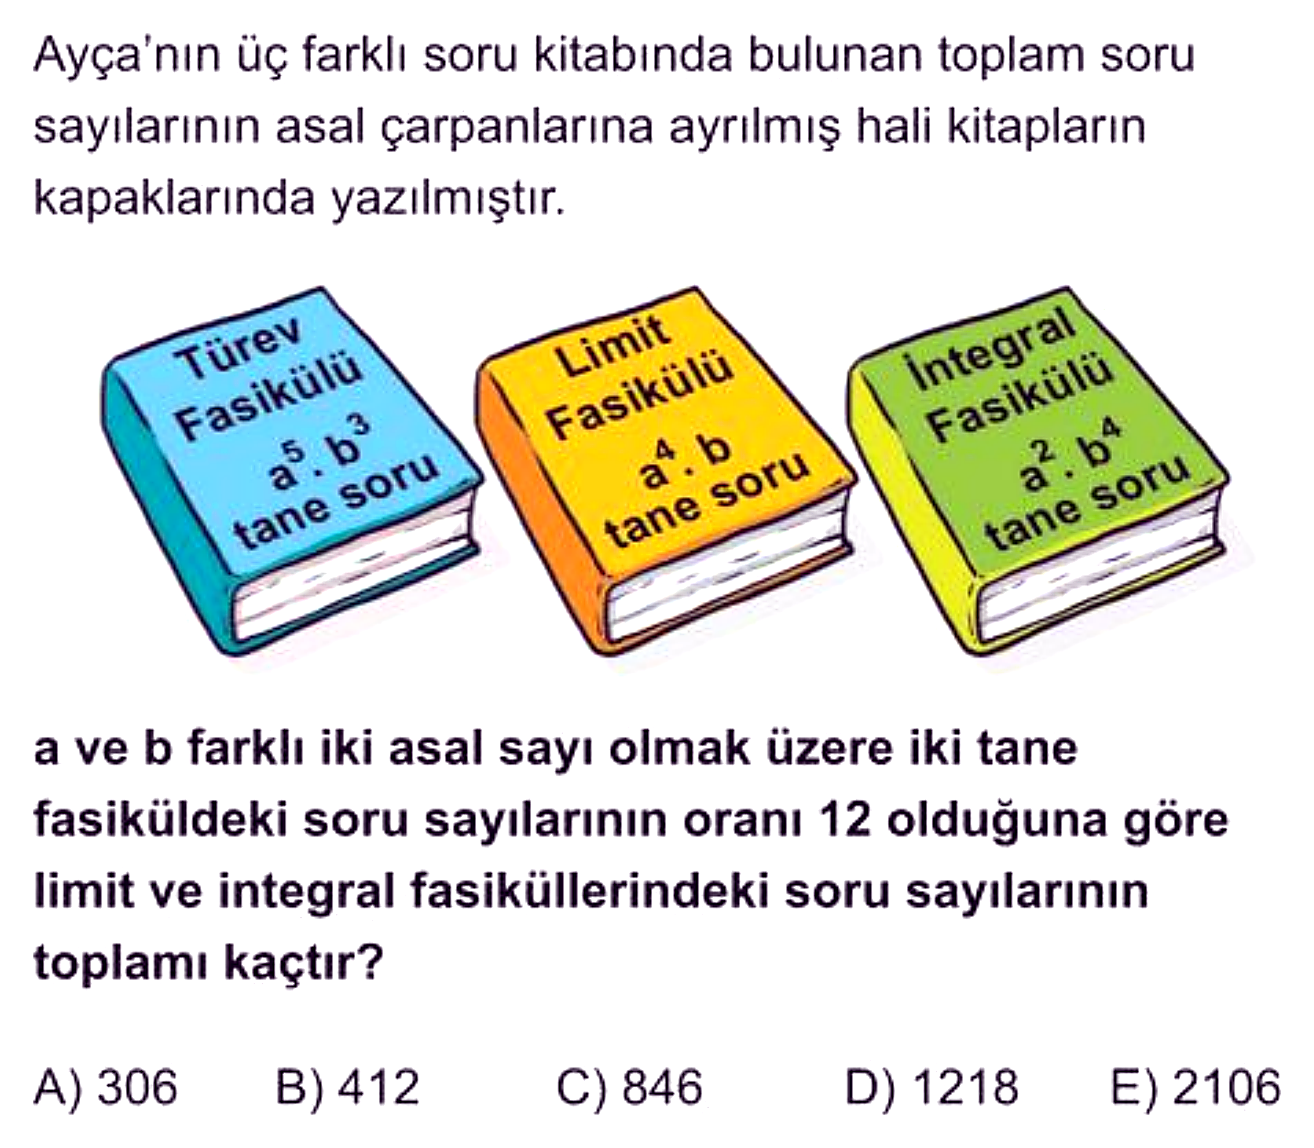 Ayça'nın üç farklı soru kitabında bulunan toplam soru
sayılarının asal çarpanlarına ayrılmış hali kitapların
kapaklarında yazılmıştır.
Türev
Fasikülü
a⁵ · b³
tane soru
Limit
Fasikülü
a⁴ · b
tane soru
İntegral
Fasikülü
a² · b⁴
tane soru
a ve b farklı iki asal sayı olmak üzere iki tane
fasiküldeki soru sayılarının oranı 12 olduğuna göre
limit ve integral fasiküllerindeki soru sayılarının
toplamı kaçtır?
A) 306 B) 412 C) 846 D) 1218 E) 2106